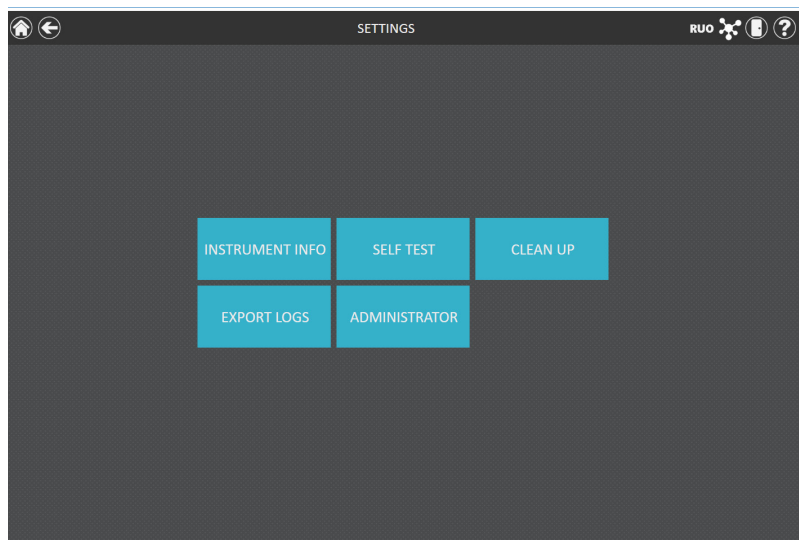 SETTINGS
RUO
?
INSTRUMENT INFO
SELF TEST
CLEAN UP
EXPORT LOGS
ADMINISTRATOR